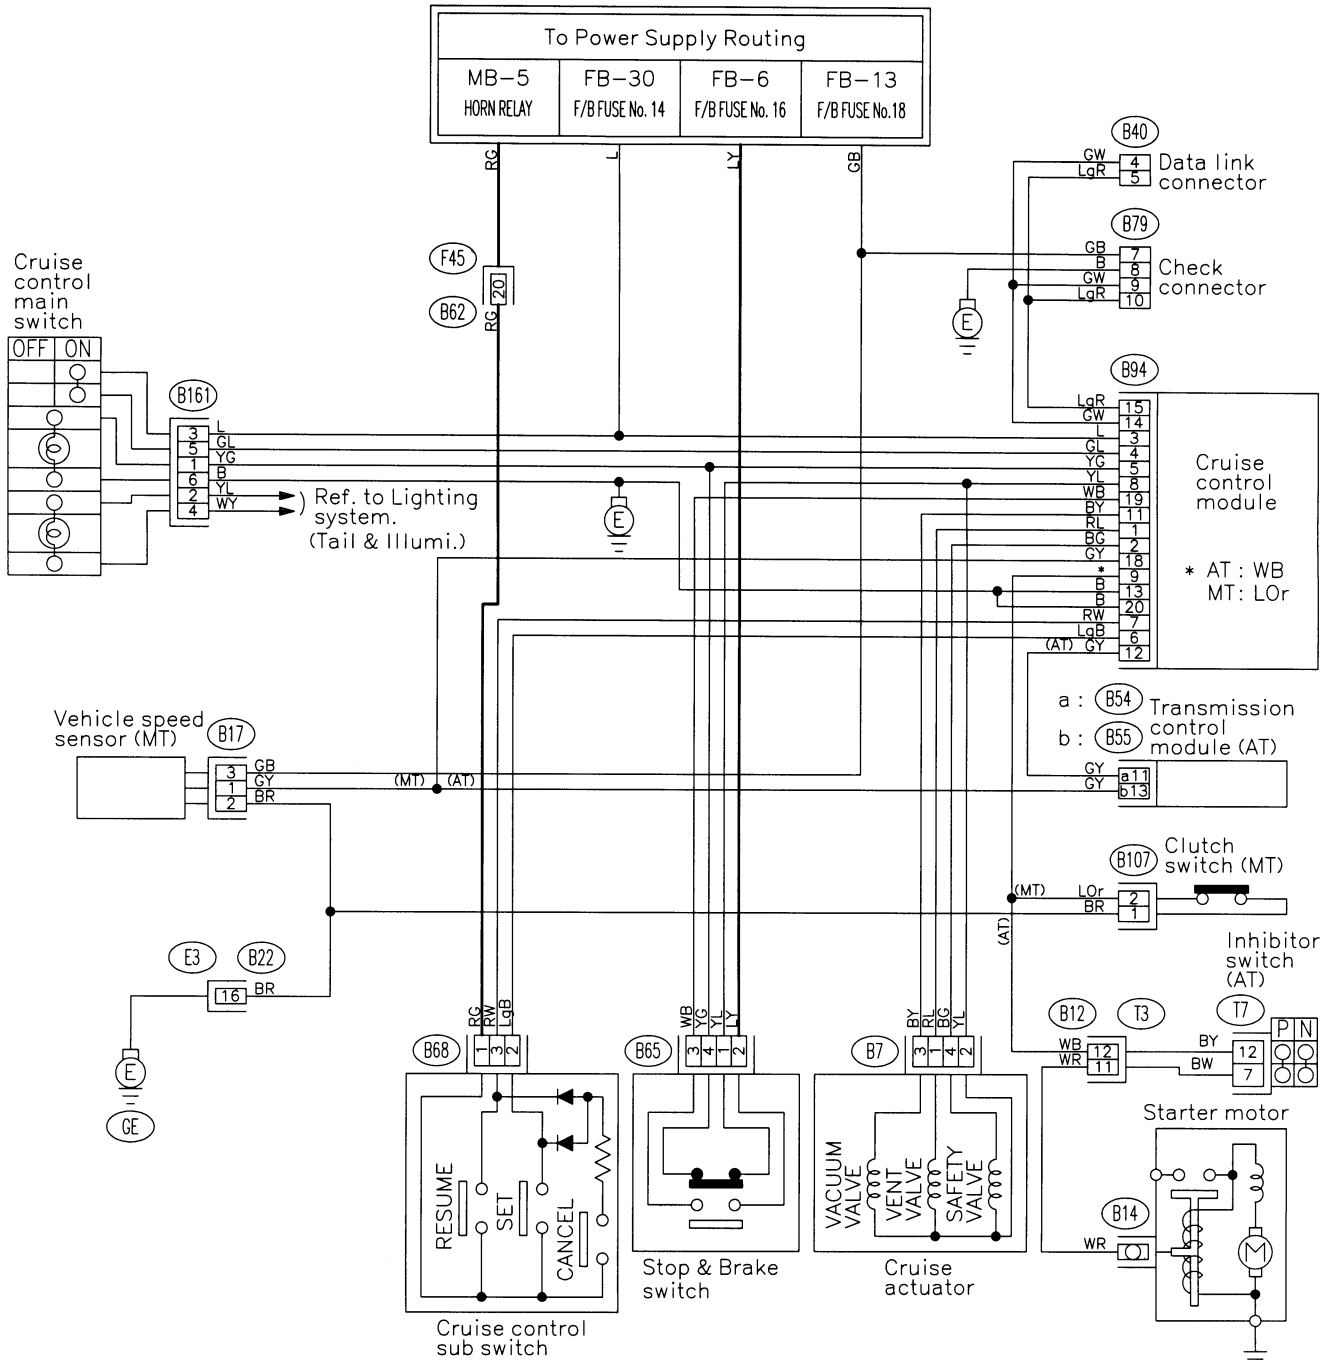 To Power Supply Routing
MB-5
HORN RELAY
FB-30
F/B FUSE No. 14
FB-6
F/B FUSE No. 16
FB-13
F/B FUSE No.18
RG
L
LY
GB
F45
20
B62
RG
B40
GW 4
LgR 5
Data link
connector
B79
GB 7
B 8
GW 9
LgR 10
Check
connector
E
Cruise
control
main
switch
OFF ON
B161
3 L
5 GL
1 YG
6 B
2 YL
4 WY
Ref. to Lighting
system.
(Tail & Illumi.)
E
B94
LgR 15
GW 14
L 3
GL 4
YG 5
YL 8
WB 19
BY 11
RL 1
BG 2
GY 18
* 9
B 13
B 20
RW 7
LgB 6
(AT) GY 12
Cruise
control
module
* AT : WB
MT : LOr
a : B54
b : B55
Transmission
control
module (AT)
GY a11
GY b13
Vehicle speed
sensor (MT)
B17
3 GB
1 GY
2 BR
(MT) (AT)
B107
Clutch
switch (MT)
(MT) LOr 2
BR 1
(AT)
E3 B22
16 BR
E
GE
Inhibitor
switch
(AT)
B12 T3 T7
P N
WB 12 BY 12
WR 11 BW 7
RG RW LgB
B68 1 3 2
RESUME
SET
CANCEL
Cruise control
sub switch
WB YG YL LY
B65 3 4 1 2
Stop & Brake
switch
BY RL BG YL
B7 3 1 4 2
VACUUM
VALVE
VENT
VALVE
SAFETY
VALVE
Cruise
actuator
Starter motor
B14
WR
M